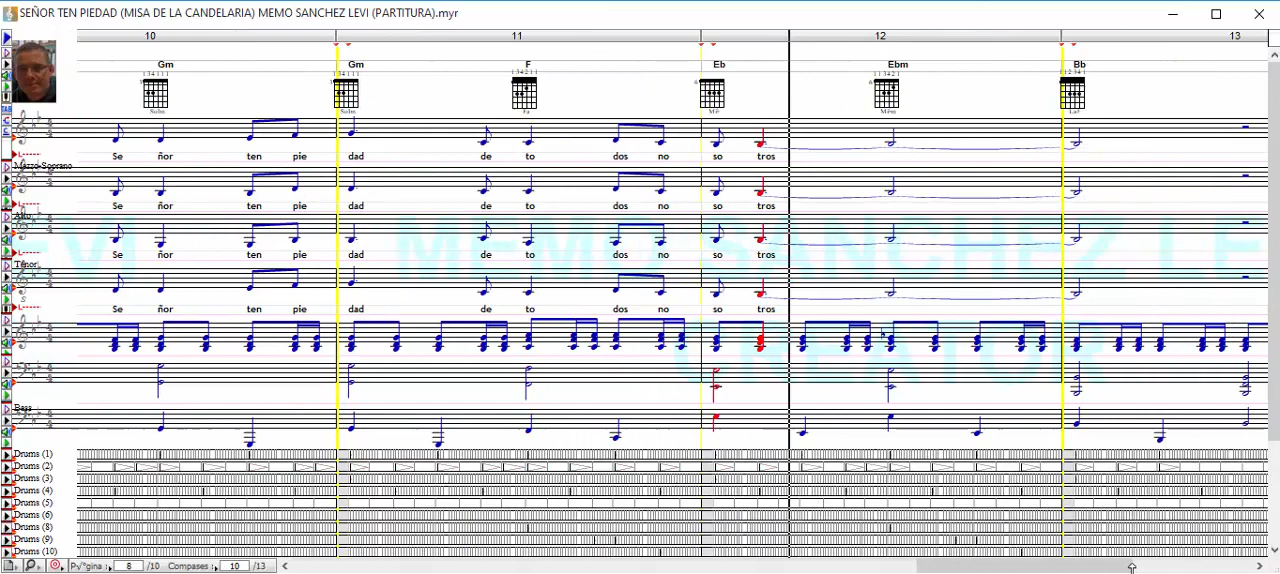 SEÑOR TEN PIEDAD (MISA DE LA CANDELARIA) MEMO SANCHEZ LEVI (PARTITURA).myr
10 11 12 13
Gm Gm F Eb Ebm Bb
Se ñor ten pie dad de to dos no so tros
Mezzo-Soprano
Se ñor ten pie dad de to dos no so tros
Alto
LEVI MEMO SANCHEZ LE
Se ñor ten pie dad de to dos no so tros
Tenor
Se ñor ten pie dad de to dos no so tros
CREATOR
Bass
Drums (1)
Drums (2)
Drums (3)
Drums (4)
Drums (5)
Drums (6)
Drums (8)
Drums (9)
Drums (10)
P√°gina : 8 /10 Compases : 10 /13